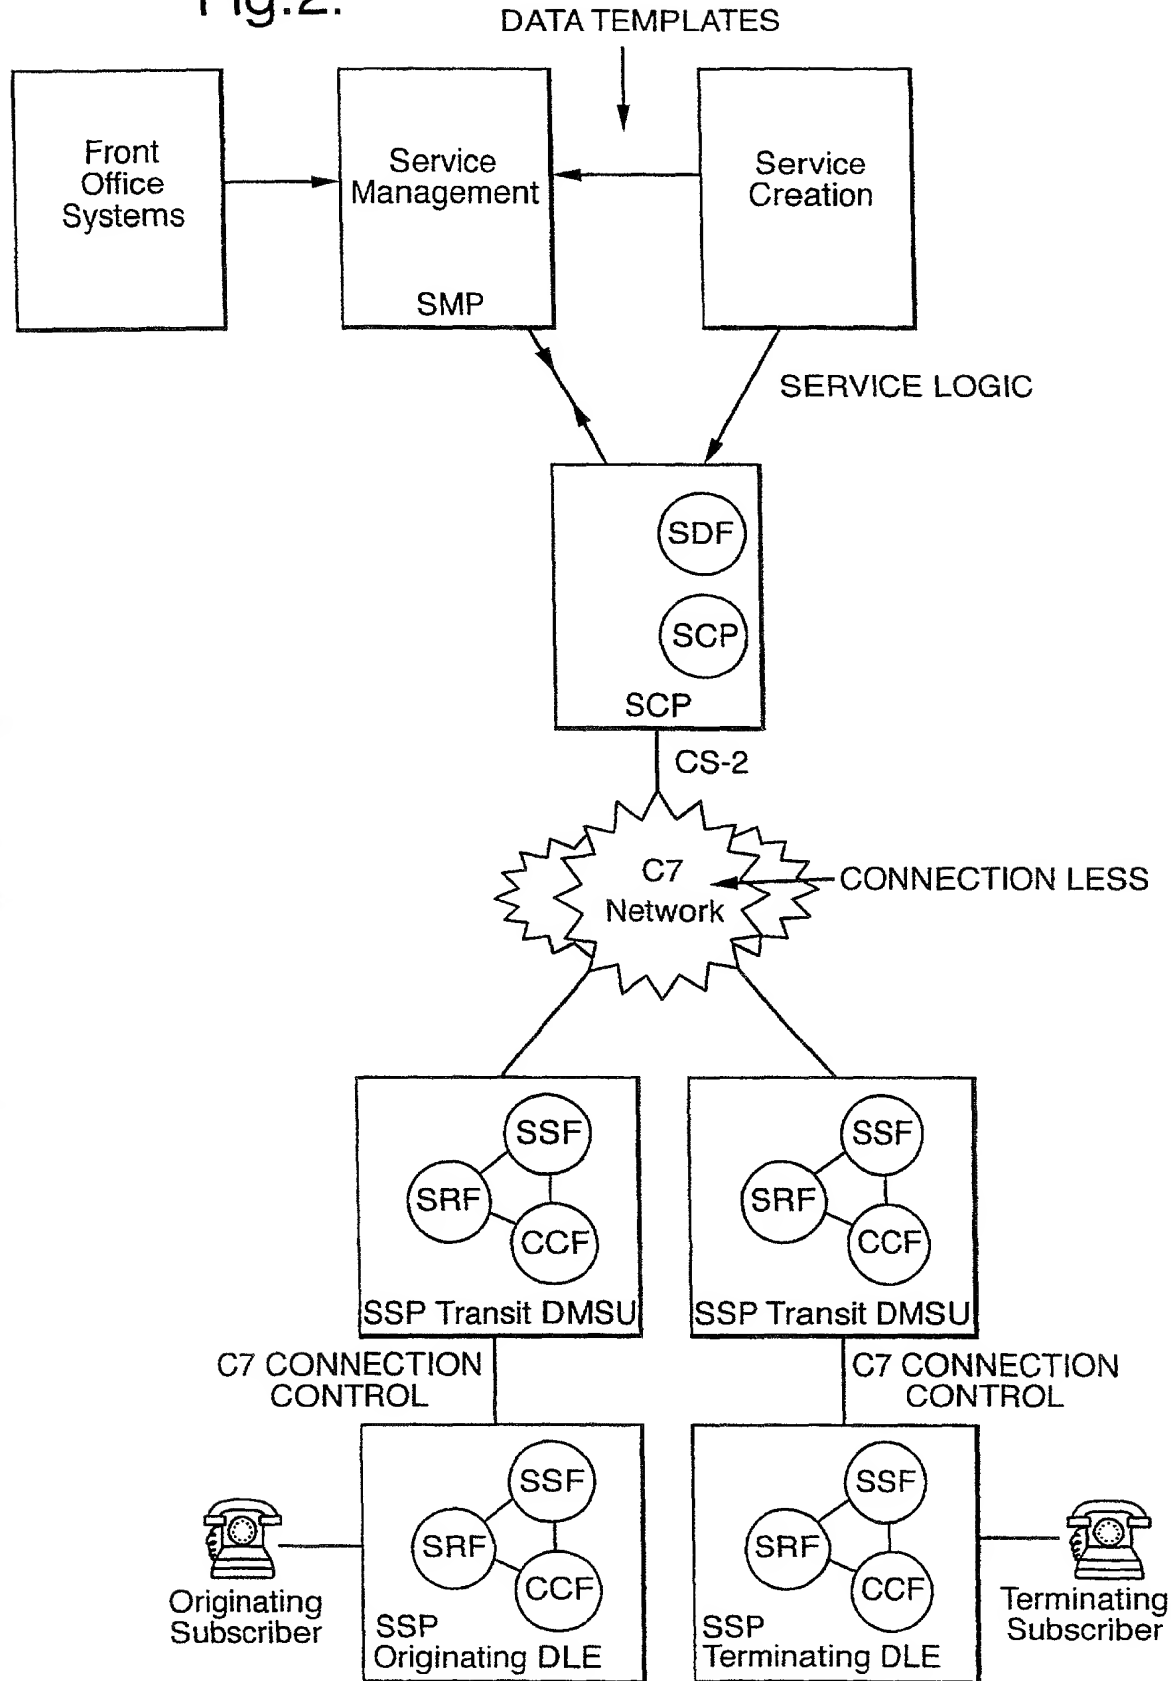 Fig.2.
DATA TEMPLATES
Front
Office
Systems
Service
Management
SMP
Service
Creation
SERVICE LOGIC
SDF
SCP
SCP
CS-2
C7
Network
CONNECTION LESS
SSF
SRF
CCF
SSP Transit DMSU
SSF
SRF
CCF
SSP Transit DMSU
C7 CONNECTION
CONTROL
C7 CONNECTION
CONTROL
Originating
Subscriber
SSF
SRF
CCF
SSP
Originating DLE
SSF
SRF
CCF
SSP
Terminating DLE
Terminating
Subscriber